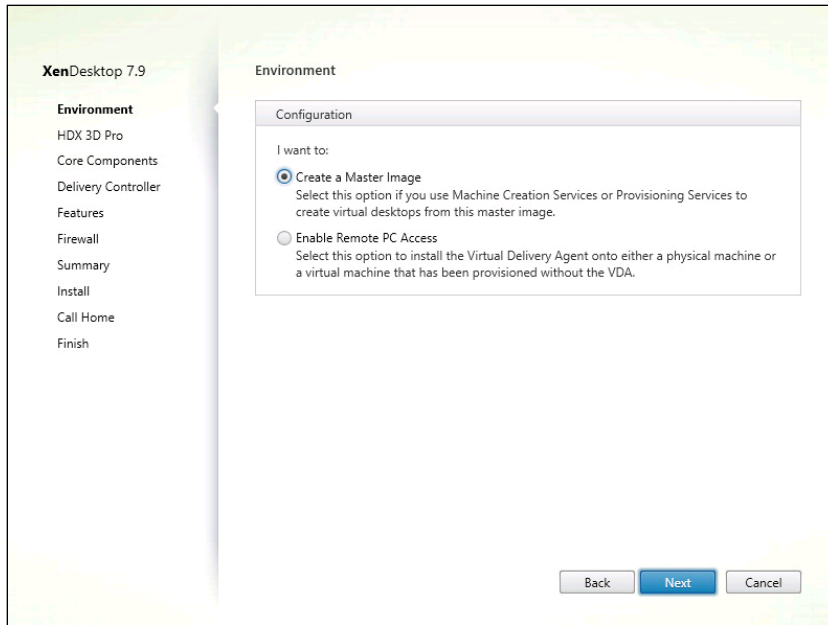 XenDesktop 7.9
Environment
HDX 3D Pro
Core Components
Delivery Controller
Features
Firewall
Summary
Install
Call Home
Finish
Environment
Configuration
I want to:
Create a Master Image
Select this option if you use Machine Creation Services or Provisioning Services to
create virtual desktops from this master image.
Enable Remote PC Access
Select this option to install the Virtual Delivery Agent onto either a physical machine or
a virtual machine that has been provisioned without the VDA.
Back
Next
Cancel